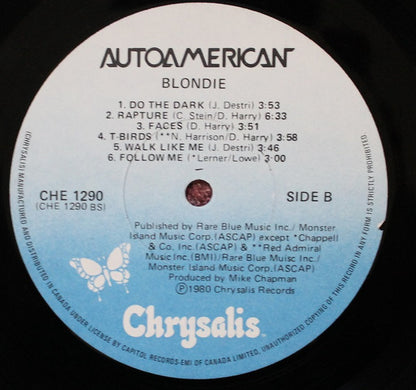 AUTOAMERICAN
BLONDIE
1. DO THE DARK (J. Destri) 3:53
2. RAPTURE (C. Stein/D. Harry) 6:33
3. FACES (D. Harry) 3:51
4. T-BIRDS (**N. Harrison/D. Harry) 3:58
5. WALK LIKE ME (J. Destri) 3:46
6. FOLLOW ME (*Lerner/Lowe) 3:00
CHE 1290
(CHE 1290 BS)
SIDE B
Published by Rare Blue Music Inc./Monster
Island Music Corp. (ASCAP) except *Chappell
& Co. Inc. (ASCAP) & **Red Admiral
Music Inc. (BMI)/Rare Blue Muisc Inc./
Monster Island Music Corp. (ASCAP)
Produced by Mike Chapman
Ⓟ1980 Chrysalis Records
Chrysalis
(CHRYSALIS) MANUFACTURED AND DISTRIBUTED IN CANADA UNDER LICENSE BY CAPITOL RECORDS-EMI OF CANADA LIMITED, UNAUTHORIZED COPYING OF THIS RECORD IN ANY FORM IS STRICTLY PROHIBITED.